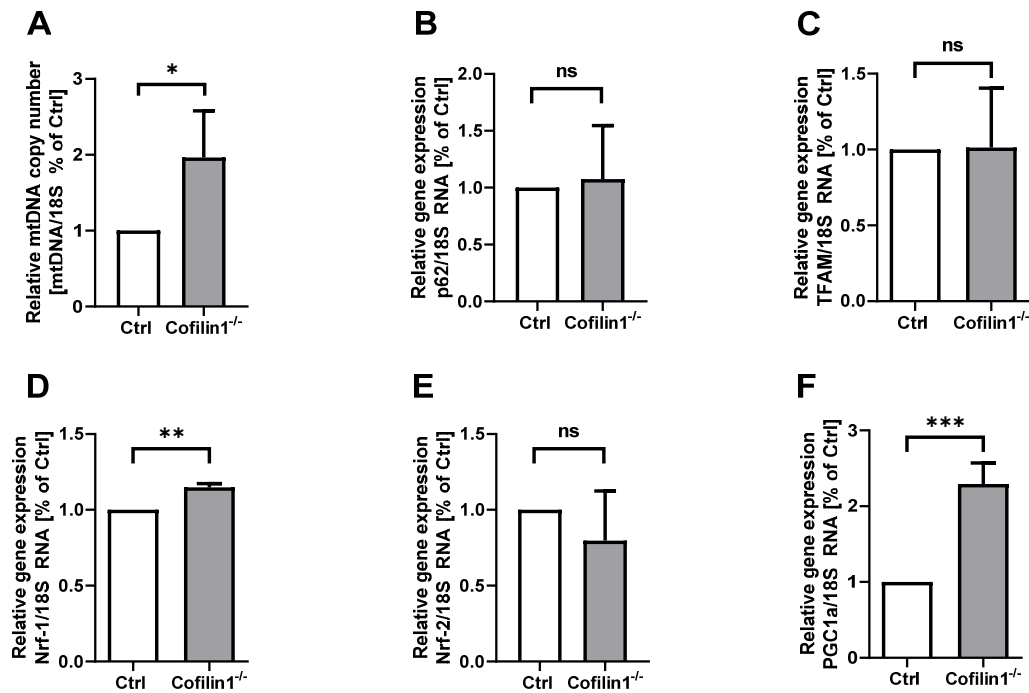 A
Relative mtDNA copy number
[mtDNA/18S % of Ctrl]
3
2
1
0
*
Ctrl
Cofilin1-/-
B
Relative gene expression
p62/18S RNA [% of Ctrl]
2.0
1.5
1.0
0.5
0.0
ns
Ctrl
Cofilin1-/-
C
Relative gene expression
TFAM/18S RNA [% of Ctrl]
1.5
1.0
0.5
0.0
ns
Ctrl
Cofilin1-/-
D
Relative gene expression
Nrf-1/18S RNA [% of Ctrl]
1.5
1.0
0.5
0.0
**
Ctrl
Cofilin1-/-
E
Relative gene expression
Nrf-2/18S RNA [% of Ctrl]
1.5
1.0
0.5
0.0
ns
Ctrl
Cofilin1-/-
F
Relative gene expression
PGC1a/18S RNA [% of Ctrl]
3
2
1
0
***
Ctrl
Cofilin1-/-